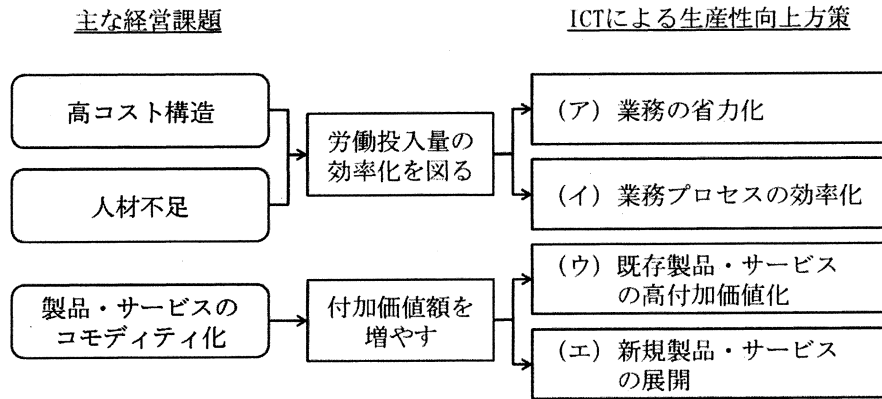 主な経営課題
ICTによる生産性向上方策
高コスト構造
人材不足
労働投入量の
効率化を図る
(ア) 業務の省力化
(イ) 業務プロセスの効率化
製品・サービスの
コモディティ化
付加価値額を
増やす
(ウ) 既存製品・サービス
の高付加価値化
(エ) 新規製品・サービス
の展開